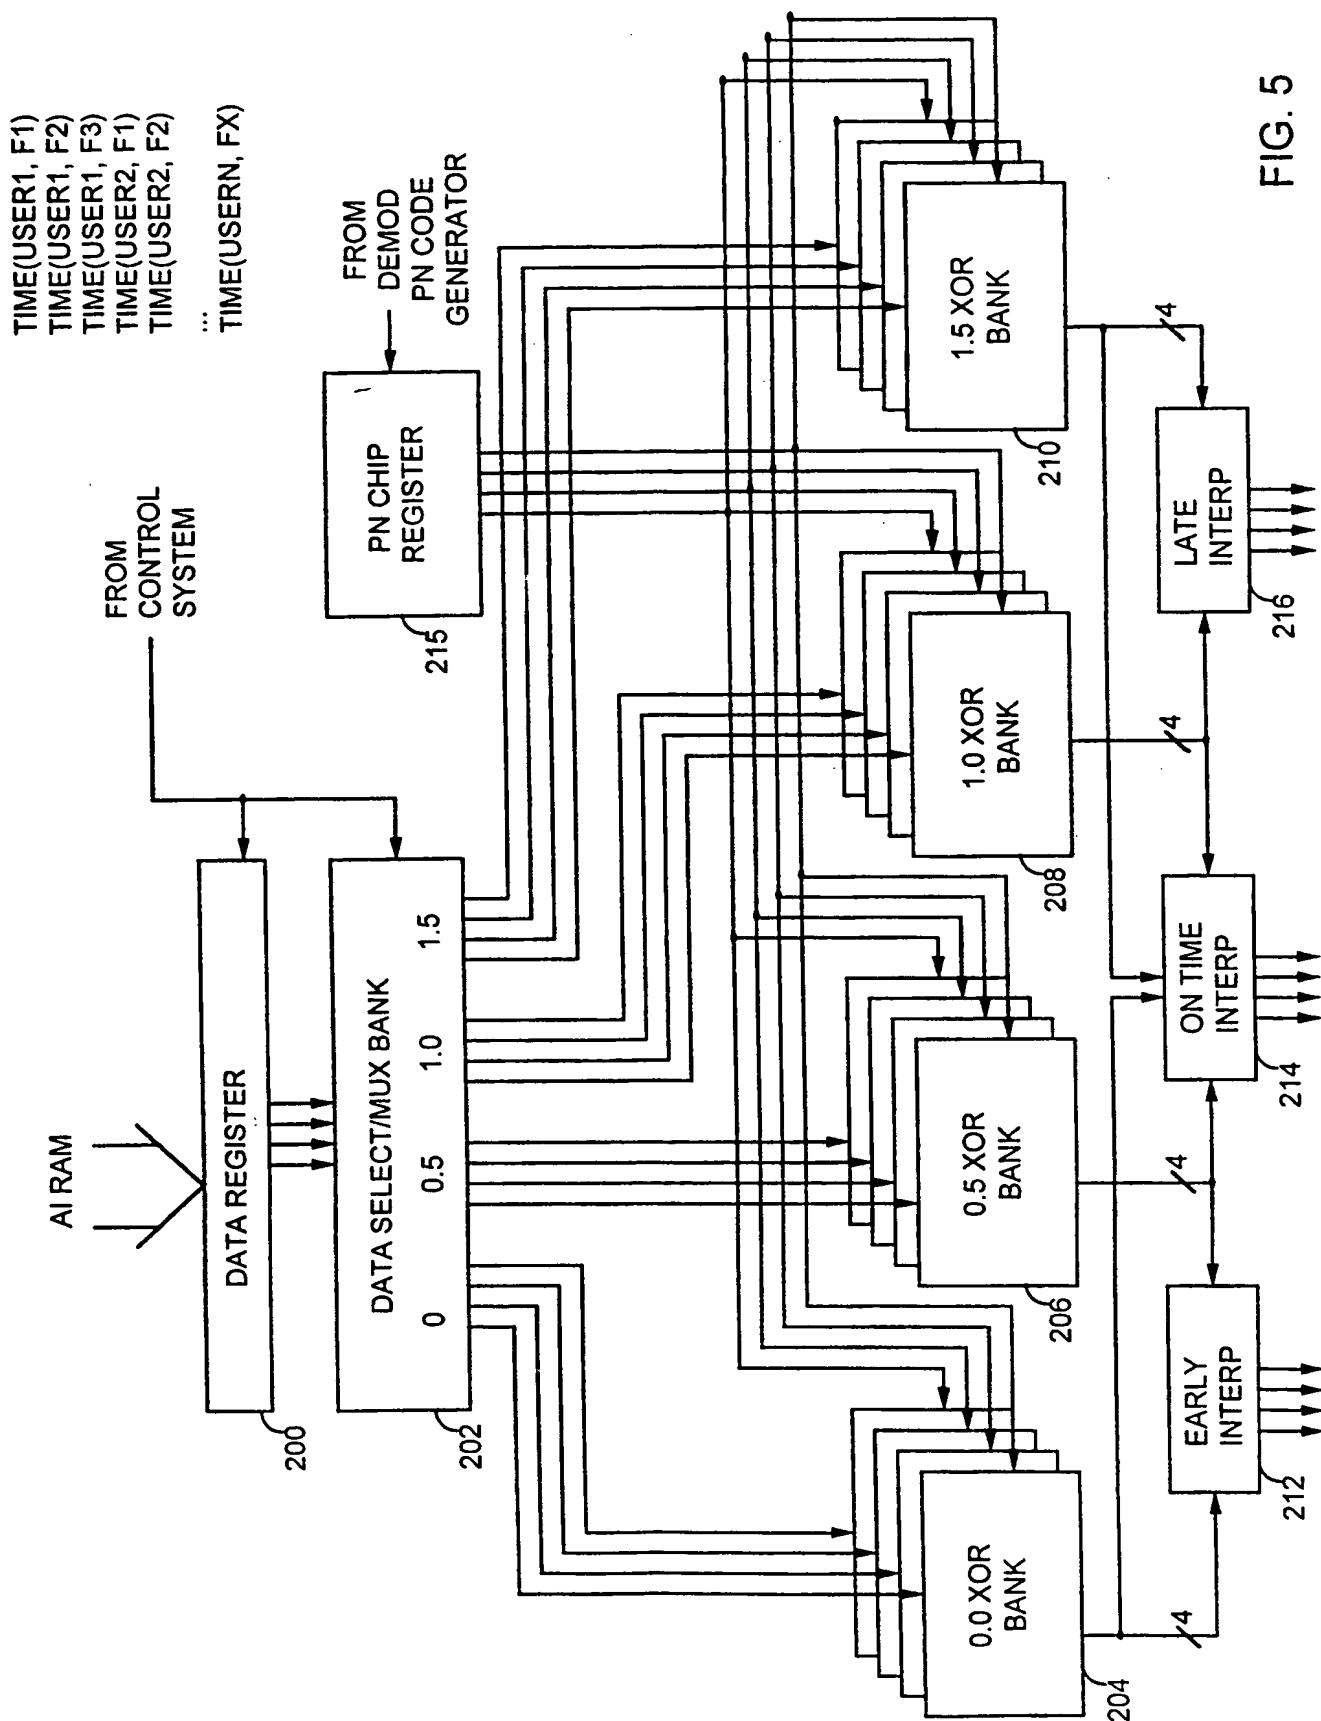 TIME(USER1, F1)
TIME(USER1, F2)
TIME(USER1, F3)
TIME(USER2, F1)
TIME(USER2, F2)
...
TIME(USERN, FX)
FROM
CONTROL
SYSTEM
FROM
DEMOD
PN CODE
GENERATOR
AI RAM
DATA REGISTER
200
DATA SELECT/MUX BANK
0
0.5
1.0
1.5
202
PN CHIP
REGISTER
215
0.0 XOR
BANK
204
0.5 XOR
BANK
206
1.0 XOR
BANK
208
1.5 XOR
BANK
210
4
4
4
4
EARLY
INTERP
212
ON TIME
INTERP
214
LATE
INTERP
216
FIG. 5